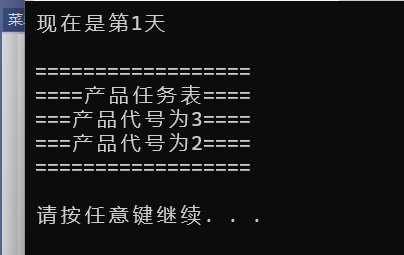 菜
现在是第1天
==================
====产品任务表====
===产品代号为3====
===产品代号为2====
==================
请按任意键继续. . .